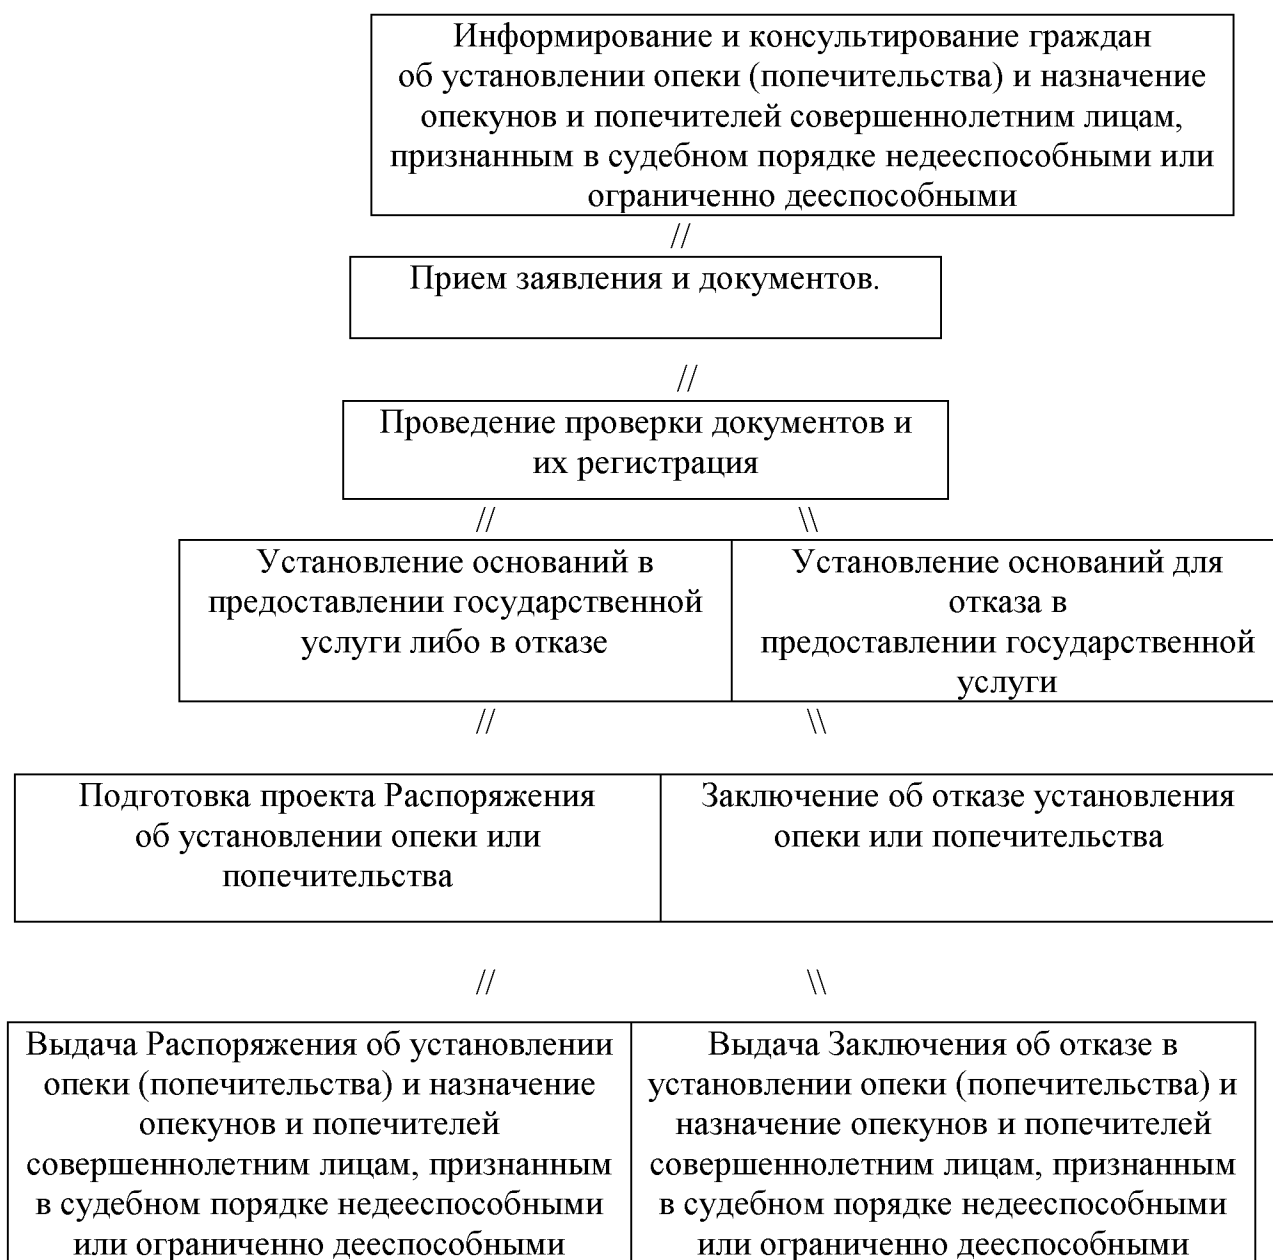 Информирование и консультирование граждан
об установлении опеки (попечительства) и назначение
опекунов и попечителей совершеннолетним лицам,
признанным в судебном порядке недееспособными или
ограниченно дееспособными
//
Прием заявления и документов.
//
Проведение проверки документов и
их регистрация
// \\
Установление оснований в
предоставлении государственной
услуги либо в отказе
Установление оснований для
отказа в
предоставлении государственной
услуги
// \\
Подготовка проекта Распоряжения
об установлении опеки или
попечительства
Заключение об отказе установления
опеки или попечительства
// \\
Выдача Распоряжения об установлении
опеки (попечительства) и назначение
опекунов и попечителей
совершеннолетним лицам, признанным
в судебном порядке недееспособными
или ограниченно дееспособными
Выдача Заключения об отказе в
установлении опеки (попечительства) и
назначение опекунов и попечителей
совершеннолетним лицам, признанным
в судебном порядке недееспособными
или ограниченно дееспособными